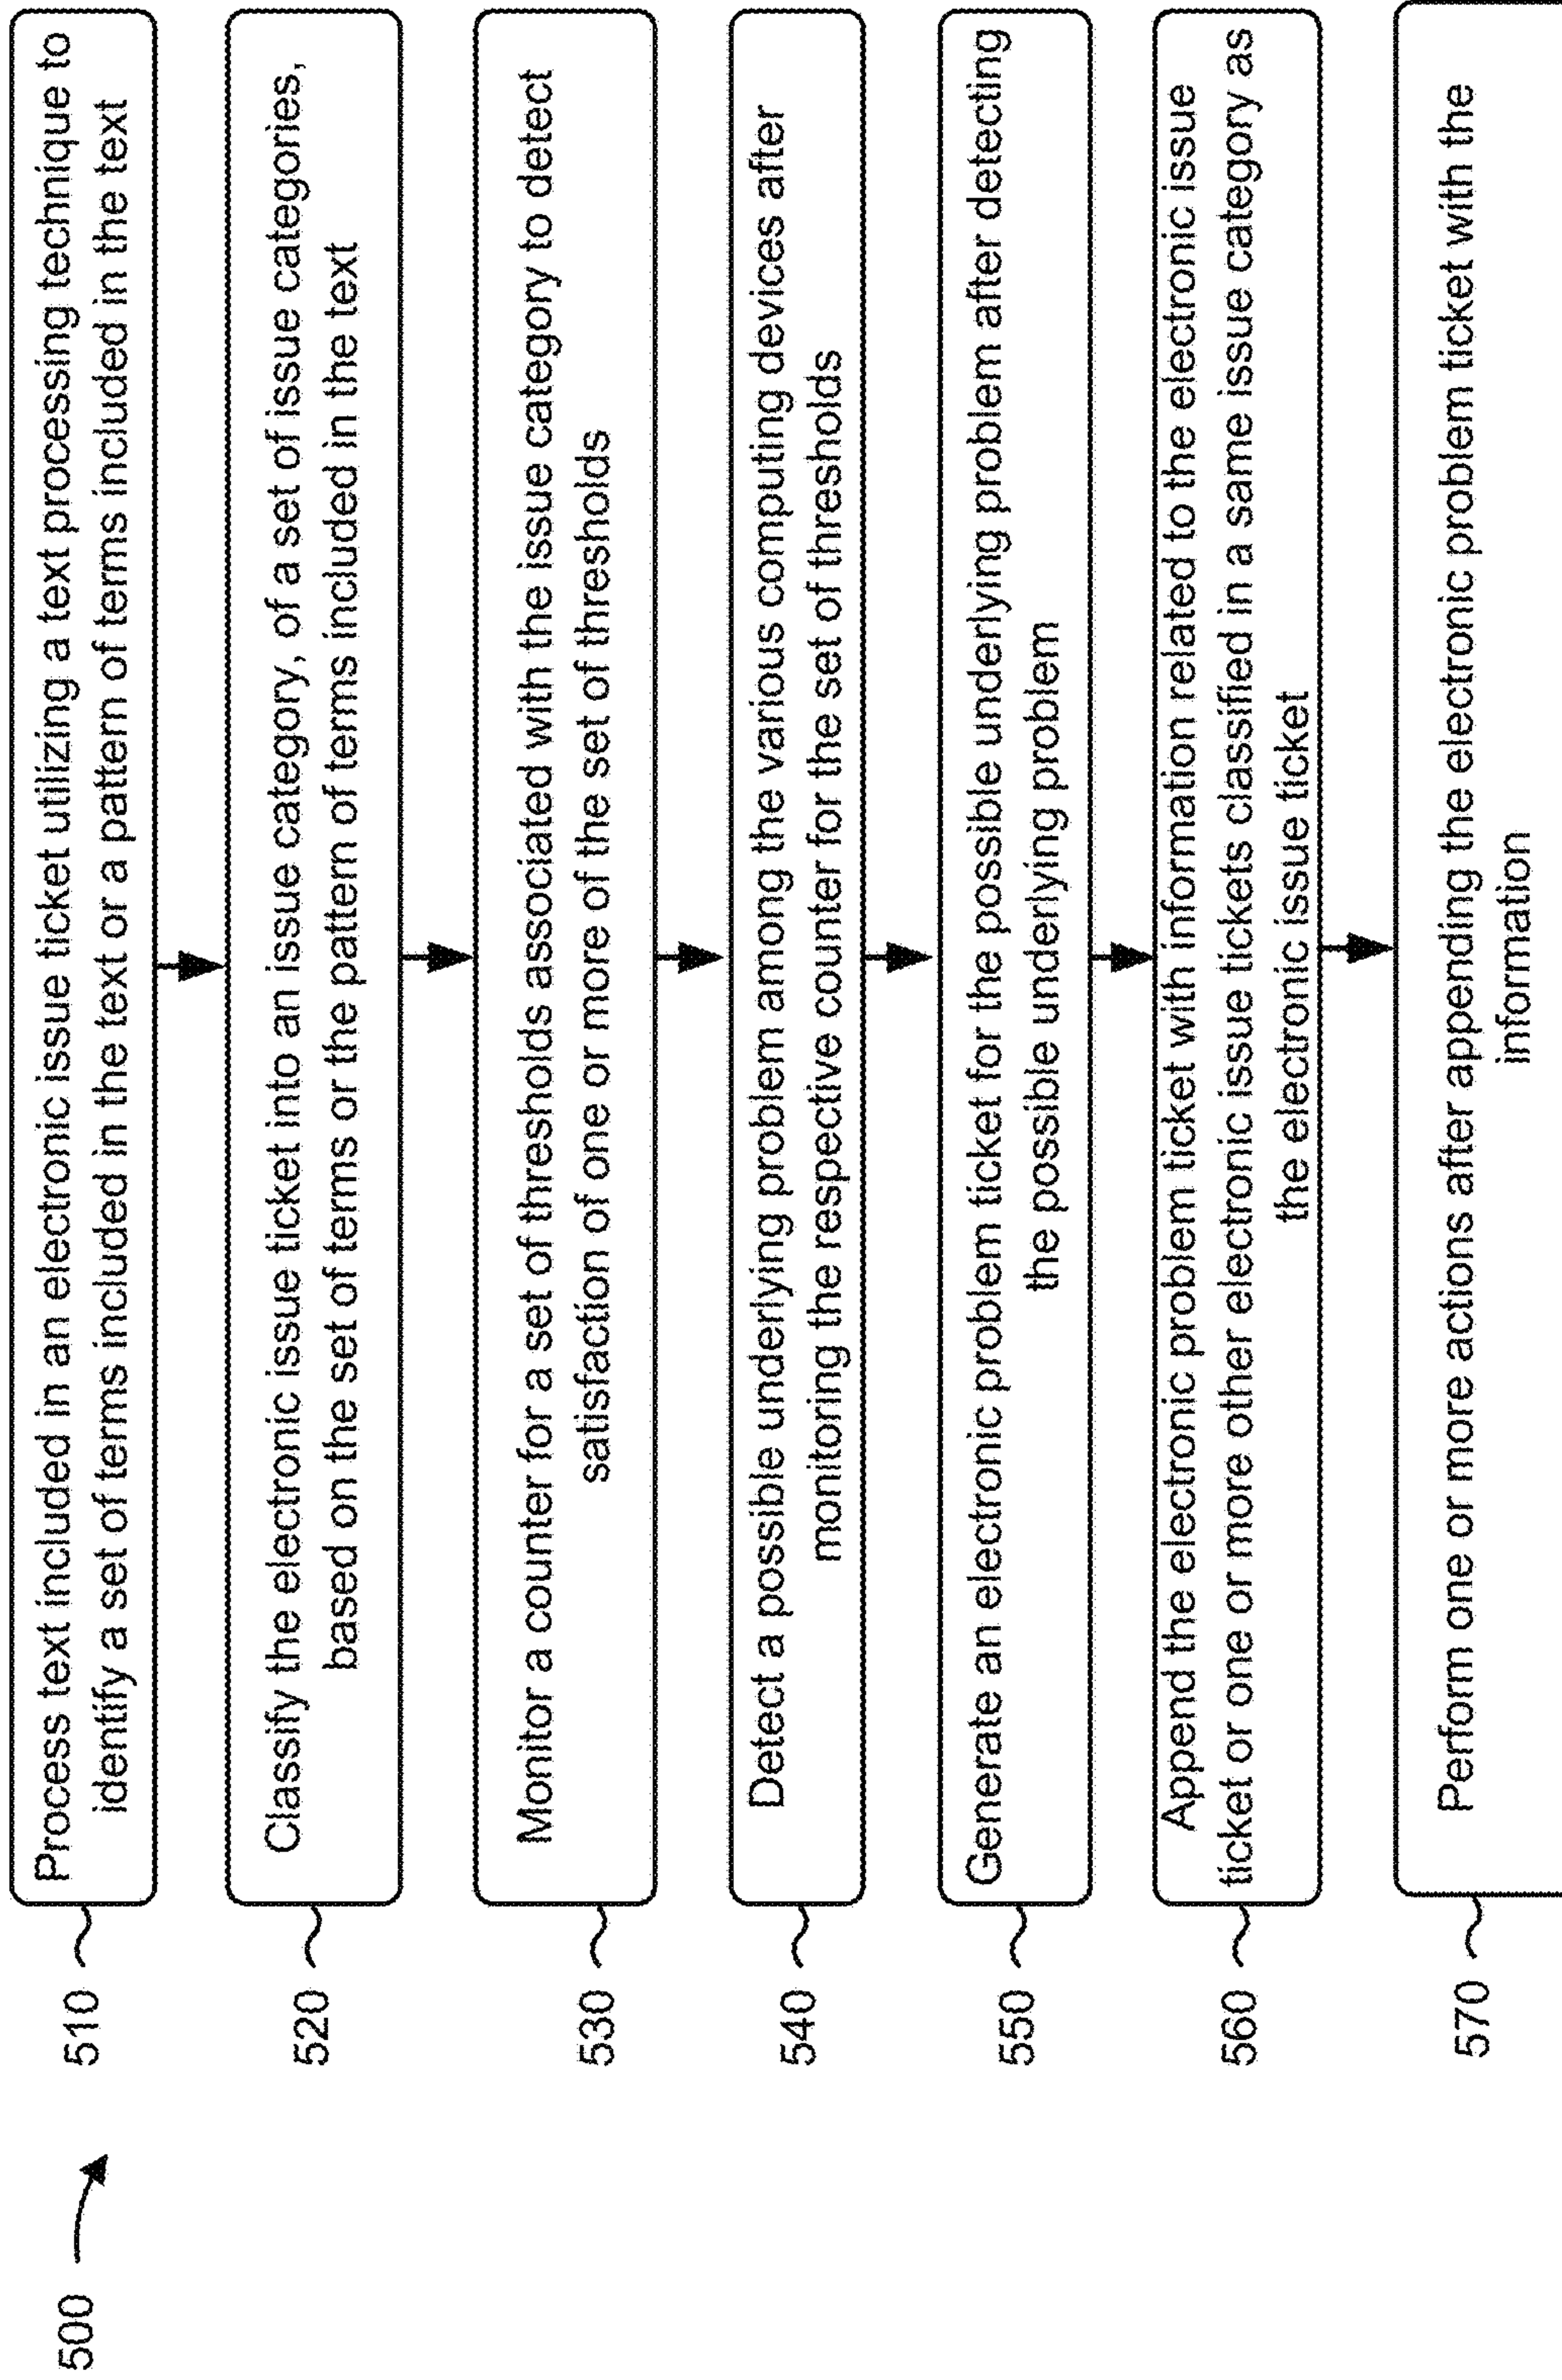 500
510
Process text included in an electronic issue ticket utilizing a text processing technique to
identify a set of terms included in the text or a pattern of terms included in the text
520
Classify the electronic issue ticket into an issue category, of a set of issue categories,
based on the set of terms or the pattern of terms included in the text
530
Monitor a counter for a set of thresholds associated with the issue category to detect
satisfaction of one or more of the set of thresholds
540
Detect a possible underlying problem among the various computing devices after
monitoring the respective counter for the set of thresholds
550
Generate an electronic problem ticket for the possible underlying problem after detecting
the possible underlying problem
560
Append the electronic problem ticket with information related to the electronic issue
ticket or one or more other electronic issue tickets classified in a same issue category as
the electronic issue ticket
570
Perform one or more actions after appending the electronic problem ticket with the
information